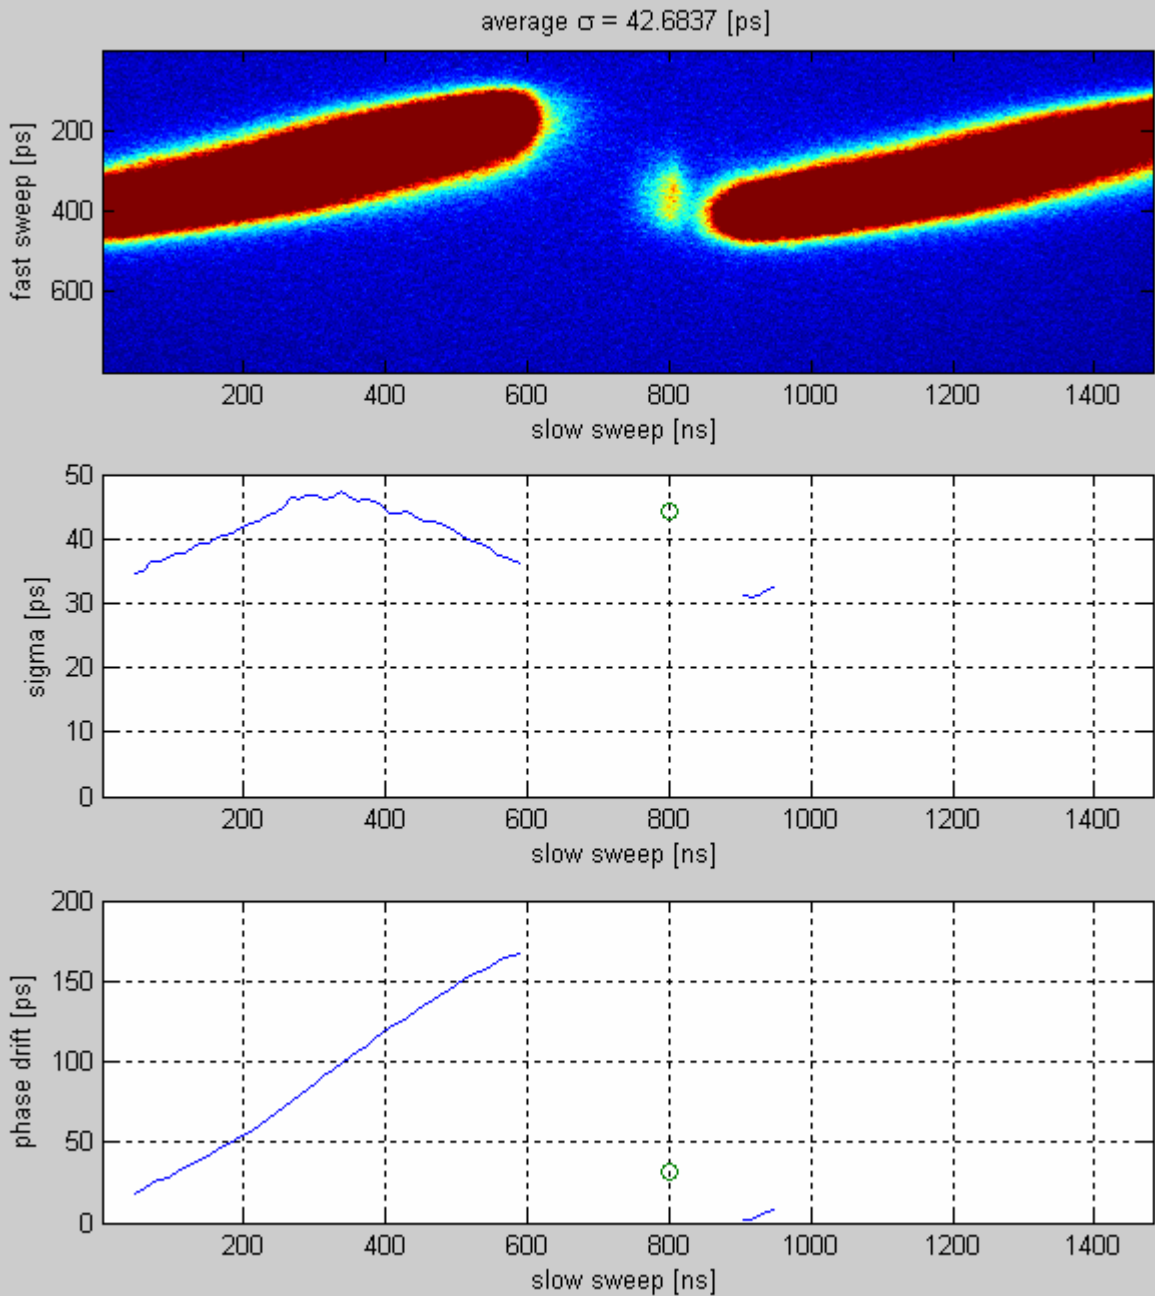 average σ = 42.6837 [ps]
fast sweep [ps]
200
400
600
200 400 600 800 1000 1200 1400
slow sweep [ns]
sigma [ps]
50
40
30
20
10
0
200 400 600 800 1000 1200 1400
slow sweep [ns]
phase drift [ps]
200
150
100
50
0
200 400 600 800 1000 1200 1400
slow sweep [ns]